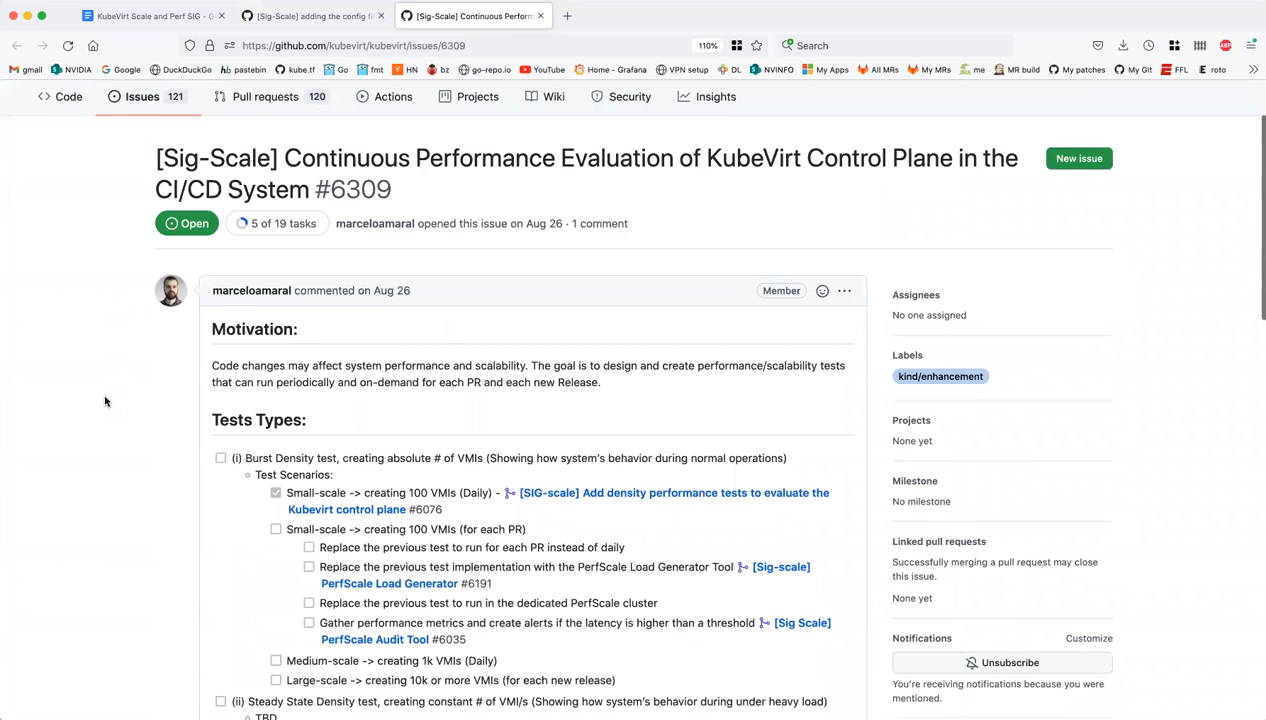 KubeVirt Scale and Perf SIG - G
[Sig-Scale] adding the config fi
[Sig-Scale] Continuous Perform
https://github.com/kubevirt/kubevirt/issues/6309
110%
Search
gmail
NVIDIA
Google
DuckDuckGo
pastebin
kube.tf
Go
fmt
HN
bz
go-repo.io
YouTube
Home - Grafana
VPN setup
DL
NVINFO
My Apps
All MRs
My MRs
me
MR build
My patches
My Git
FFL
roto
Code
Issues 121
Pull requests 120
Actions
Projects
Wiki
Security
Insights
[Sig-Scale] Continuous Performance Evaluation of KubeVirt Control Plane in the
CI/CD System #6309
New issue
Open
5 of 19 tasks
marceloamaral opened this issue on Aug 26 · 1 comment
marceloamaral commented on Aug 26
Member
Motivation:
Code changes may affect system performance and scalability. The goal is to design and create performance/scalability tests
that can run periodically and on-demand for each PR and each new Release.
Tests Types:
(i) Burst Density test, creating absolute # of VMIs (Showing how system's behavior during normal operations)
Test Scenarios:
Small-scale -> creating 100 VMIs (Daily) - [SIG-scale] Add density performance tests to evaluate the
Kubevirt control plane #6076
Small-scale -> creating 100 VMIs (for each PR)
Replace the previous test to run for each PR instead of daily
Replace the previous test implementation with the PerfScale Load Generator Tool [Sig-scale]
PerfScale Load Generator #6191
Replace the previous test to run in the dedicated PerfScale cluster
Gather performance metrics and create alerts if the latency is higher than a threshold [Sig Scale]
PerfScale Audit Tool #6035
Medium-scale -> creating 1k VMIs (Daily)
Large-scale -> creating 10k or more VMIs (for each new release)
(ii) Steady State Density test, creating constant # of VMI/s (Showing how system's behavior during under heavy load)
TBD
Assignees
No one assigned
Labels
kind/enhancement
Projects
None yet
Milestone
No milestone
Linked pull requests
Successfully merging a pull request may close
this issue.
None yet
Notifications
Customize
Unsubscribe
You're receiving notifications because you were
mentioned.